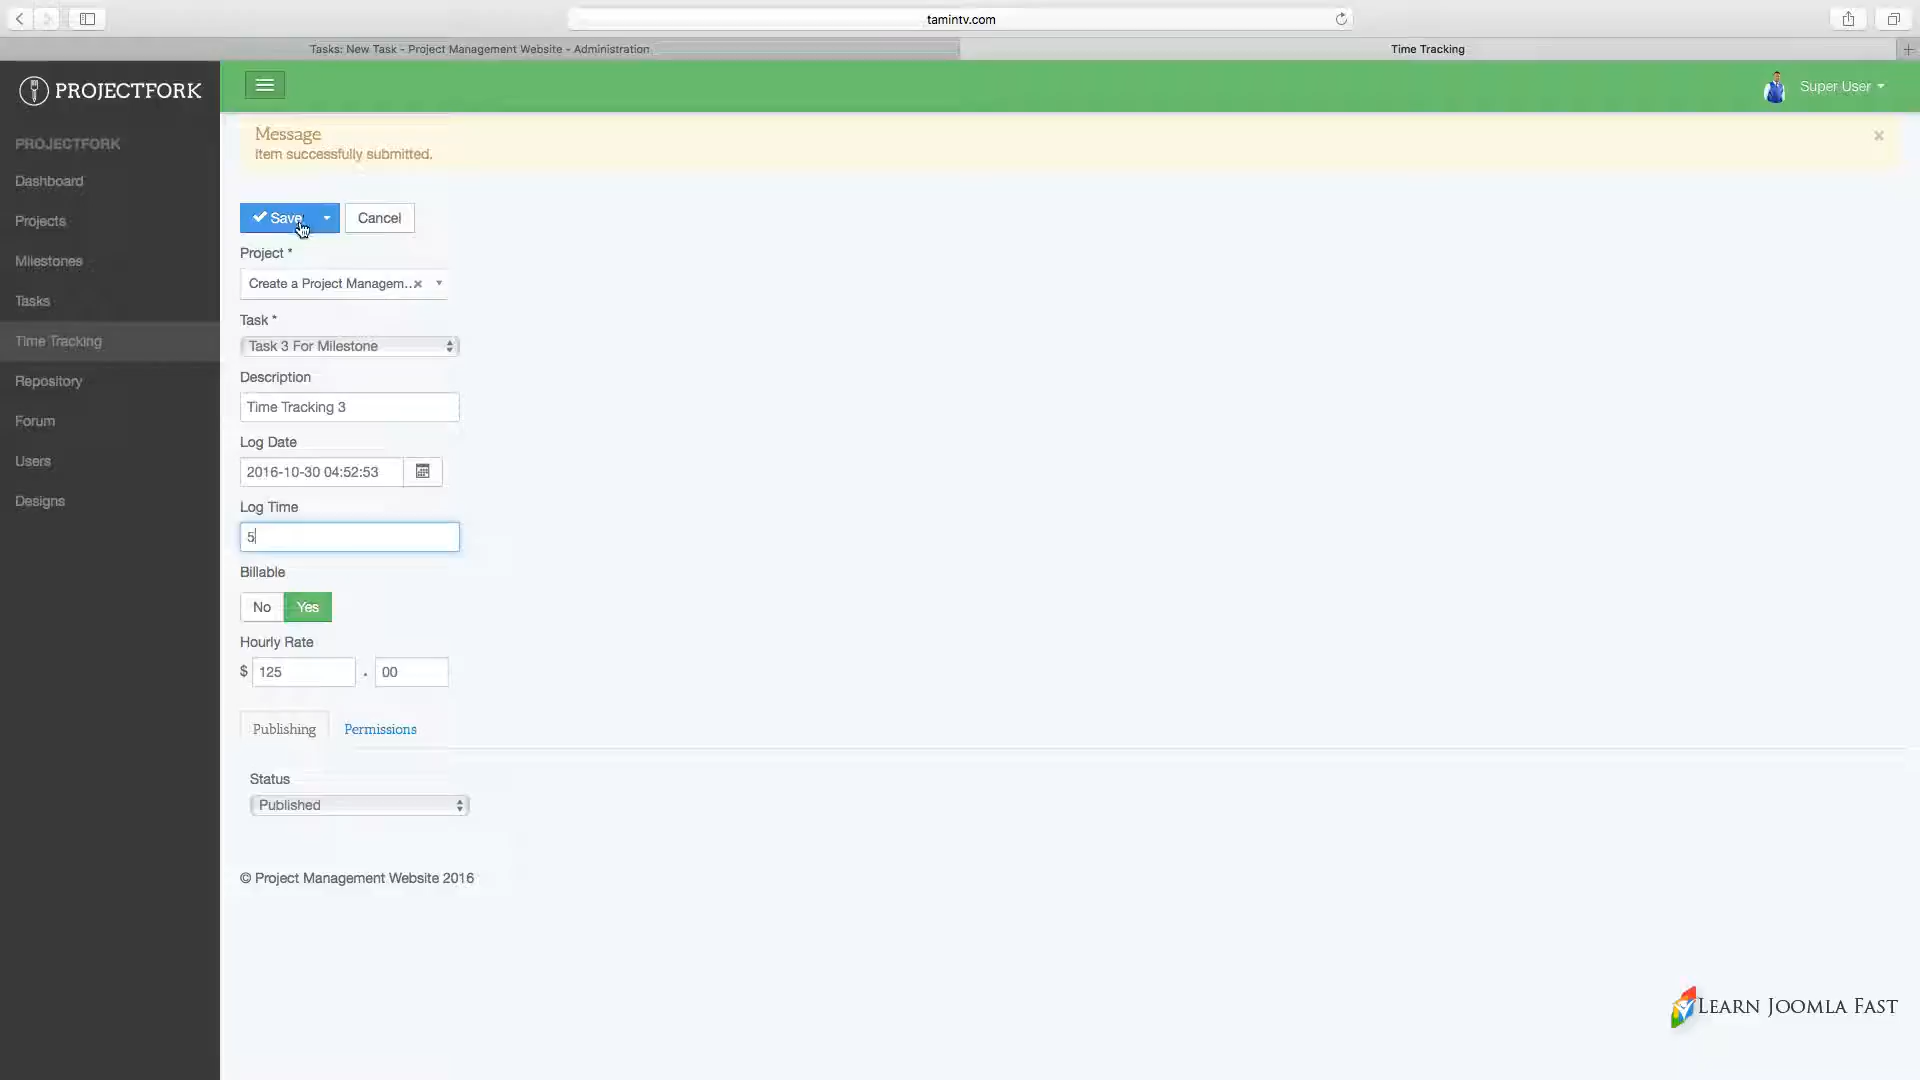 tamintv.com
Tasks: New Task - Project Management Website - Administration
Time Tracking
PROJECTFORK
Super User
Message
Item successfully submitted.
PROJECTFORK
Dashboard
Projects
Milestones
Tasks
Time Tracking
Repository
Forum
Users
Designs
Save
Cancel
Project *
Create a Project Managem...
Task *
Task 3 For Milestone
Description
Time Tracking 3
Log Date
2016-10-30 04:52:53
Log Time
5
Billable
No Yes
Hourly Rate
$ 125 . 00
Publishing Permissions
Status
Published
© Project Management Website 2016
LEARN JOOMLA FAST